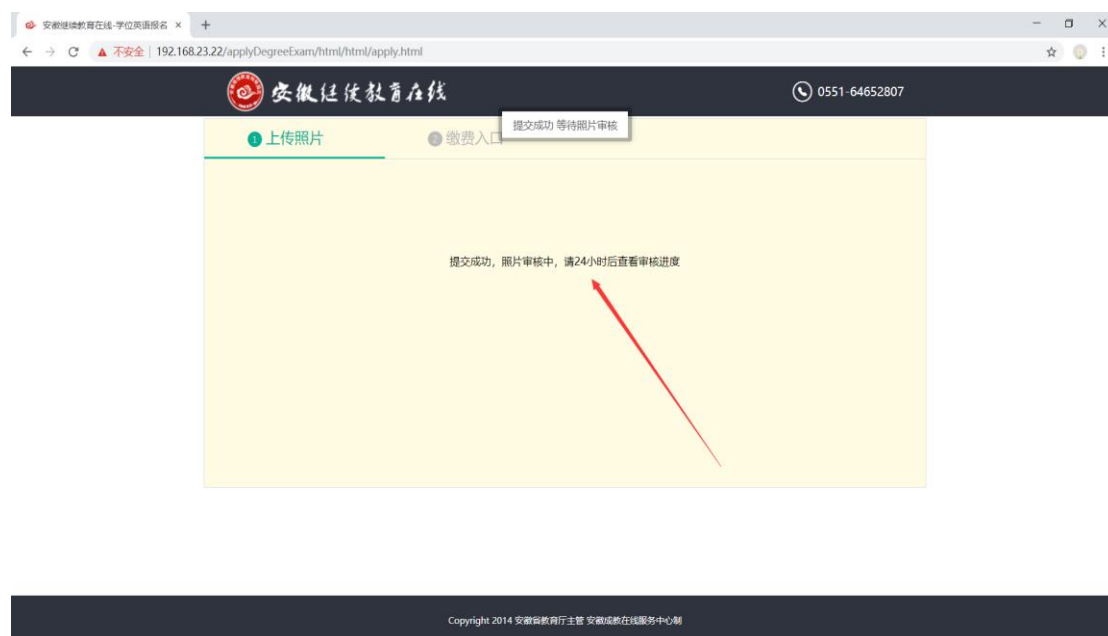 安徽继续教育在线-学位英语报名 × +
不安全 | 192.168.23.22/applyDegreeExam/html/html/apply.html
安徽继续教育在线
0551-64652807
提交成功 等待照片审核
1 上传照片
2 缴费入口
提交成功，照片审核中，请24小时后查看审核进度
Copyright 2014 安徽省教育厅主管 安徽成教在线服务中心制